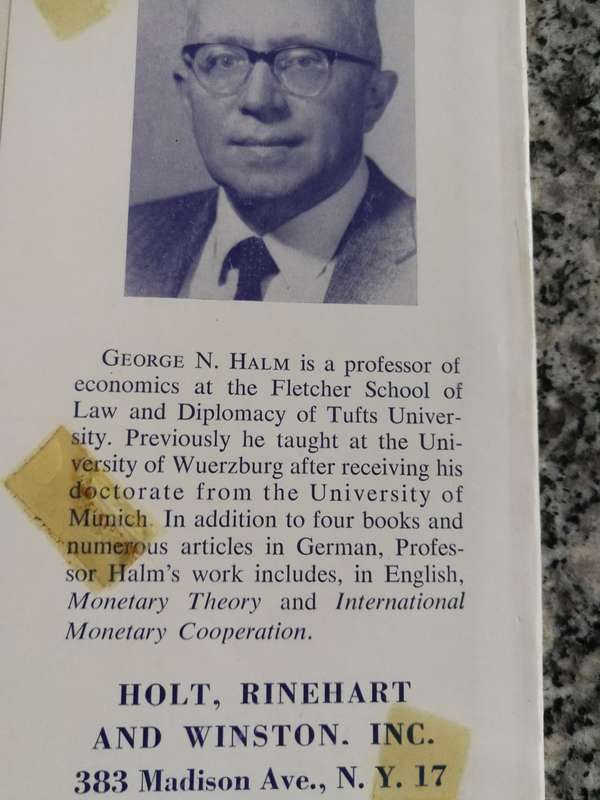 GEORGE N. HALM is a professor of
economics at the Fletcher School of
Law and Diplomacy of Tufts Univer-
sity. Previously he taught at the Uni-
versity of Wuerzburg after receiving his
doctorate from the University of
Munich. In addition to four books and
numerous articles in German, Profes-
sor Halm's work includes, in English,
Monetary Theory and International
Monetary Cooperation.
HOLT, RINEHART
AND WINSTON. INC.
383 Madison Ave., N. Y. 17